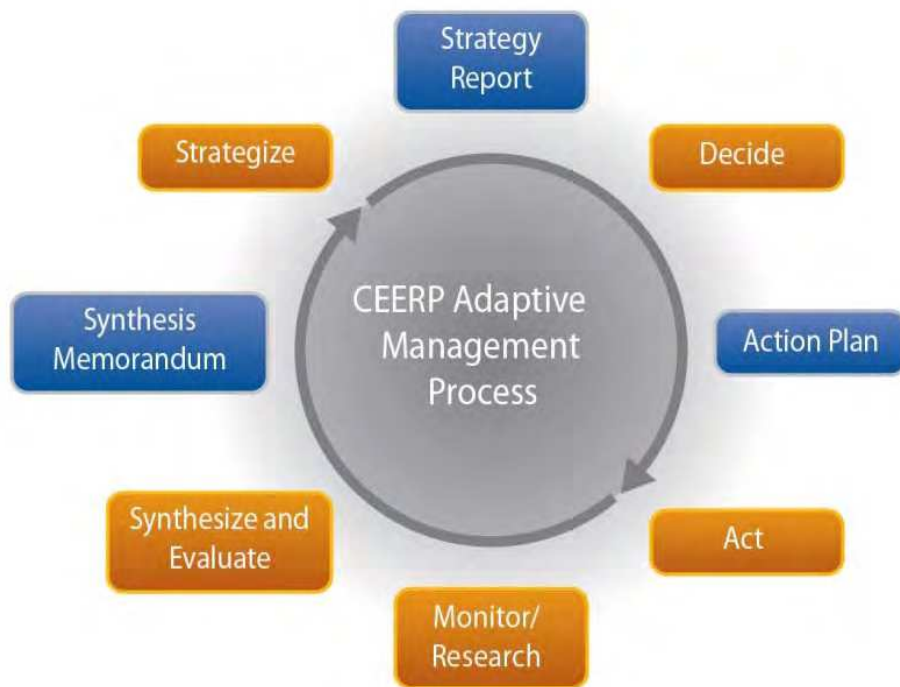 Strategy
Report
Strategize
Decide
CEERP Adaptive
Management
Process
Synthesis
Memorandum
Action Plan
Synthesize and
Evaluate
Act
Monitor/
Research